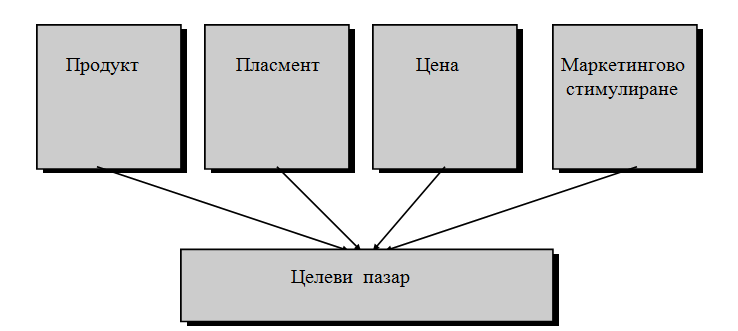 Продукт
Пласмент
Цена
Маркетингово
стимулиране
Целеви пазар